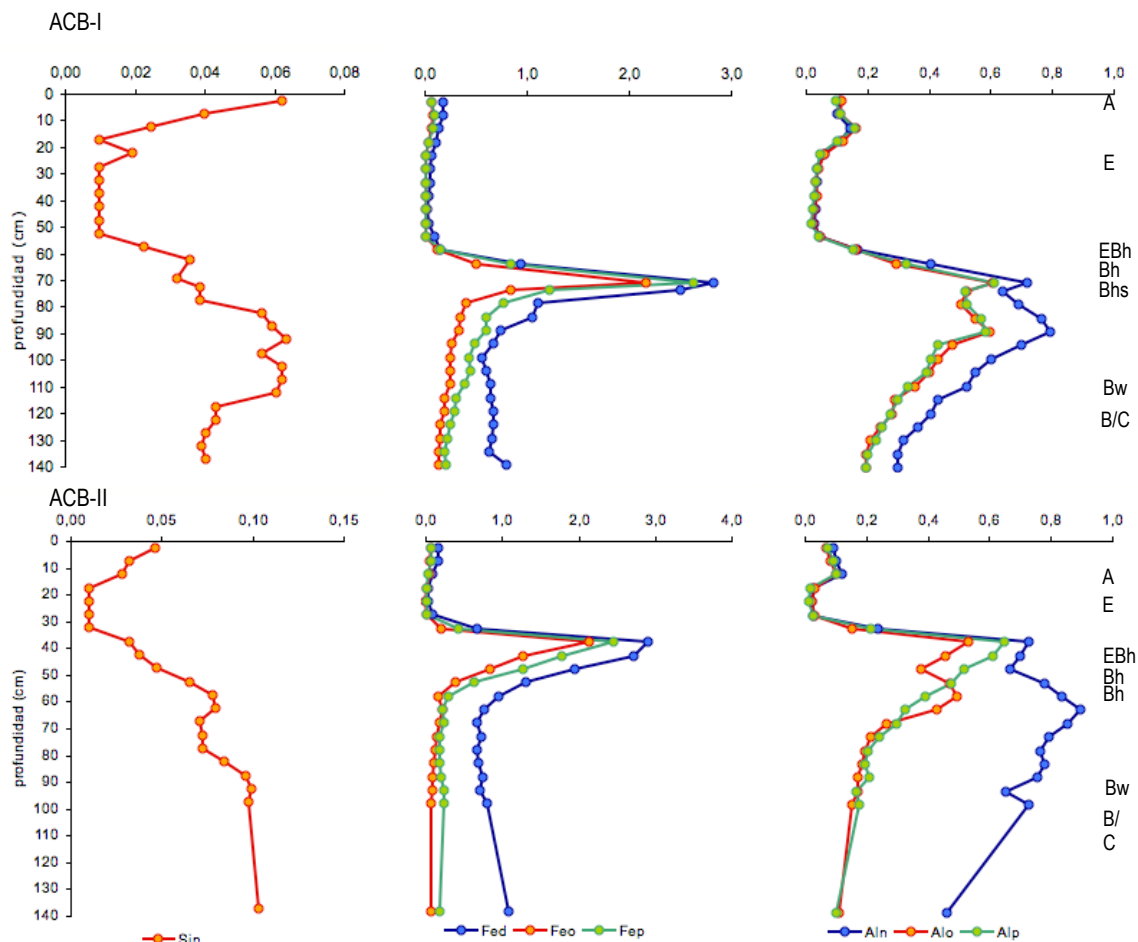 ACB-I
0,00 0,02 0,04 0,06 0,08
0,0 1,0 2,0 3,0
0,0 0,2 0,4 0,6 0,8 1,0
profundidad (cm)
0
10
20
30
40
50
60
70
80
90
100
110
120
130
140
A
E
EBh
Bh
Bhs
Bw
B/C
ACB-II
0,00 0,05 0,10 0,15
0,0 1,0 2,0 3,0 4,0
0,0 0,2 0,4 0,6 0,8 1,0
profundidad (cm)
0
10
20
30
40
50
60
70
80
90
100
110
120
130
140
A
E
EBh
Bh
Bh
Bw
B/
C
Sin
Fed Feo Fep
Aln Alo Alp